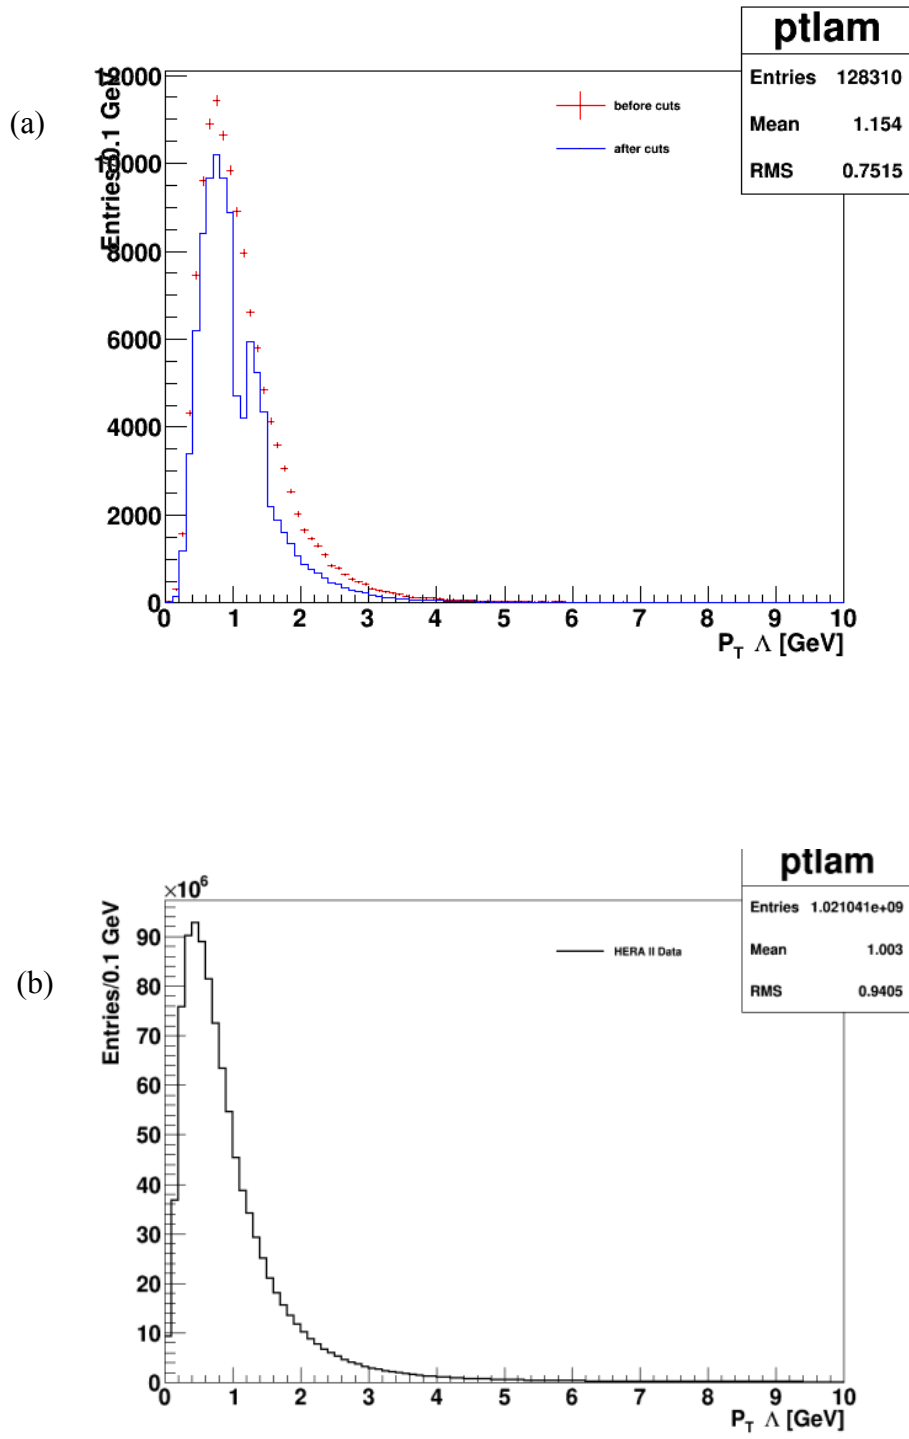 ptlam
Entries 128310
Mean 1.154
RMS 0.7515
(a)
Entries/0.1 GeV
before cuts
after cuts
12000
10000
8000
6000
4000
2000
0
0 1 2 3 4 5 6 7 8 9 10
P_T Λ [GeV]
ptlam
Entries 1.021041e+09
Mean 1.003
RMS 0.9405
×10^6
(b)
Entries/0.1 GeV
HERA II Data
90
80
70
60
50
40
30
20
10
0
0 1 2 3 4 5 6 7 8 9 10
P_T Λ [GeV]